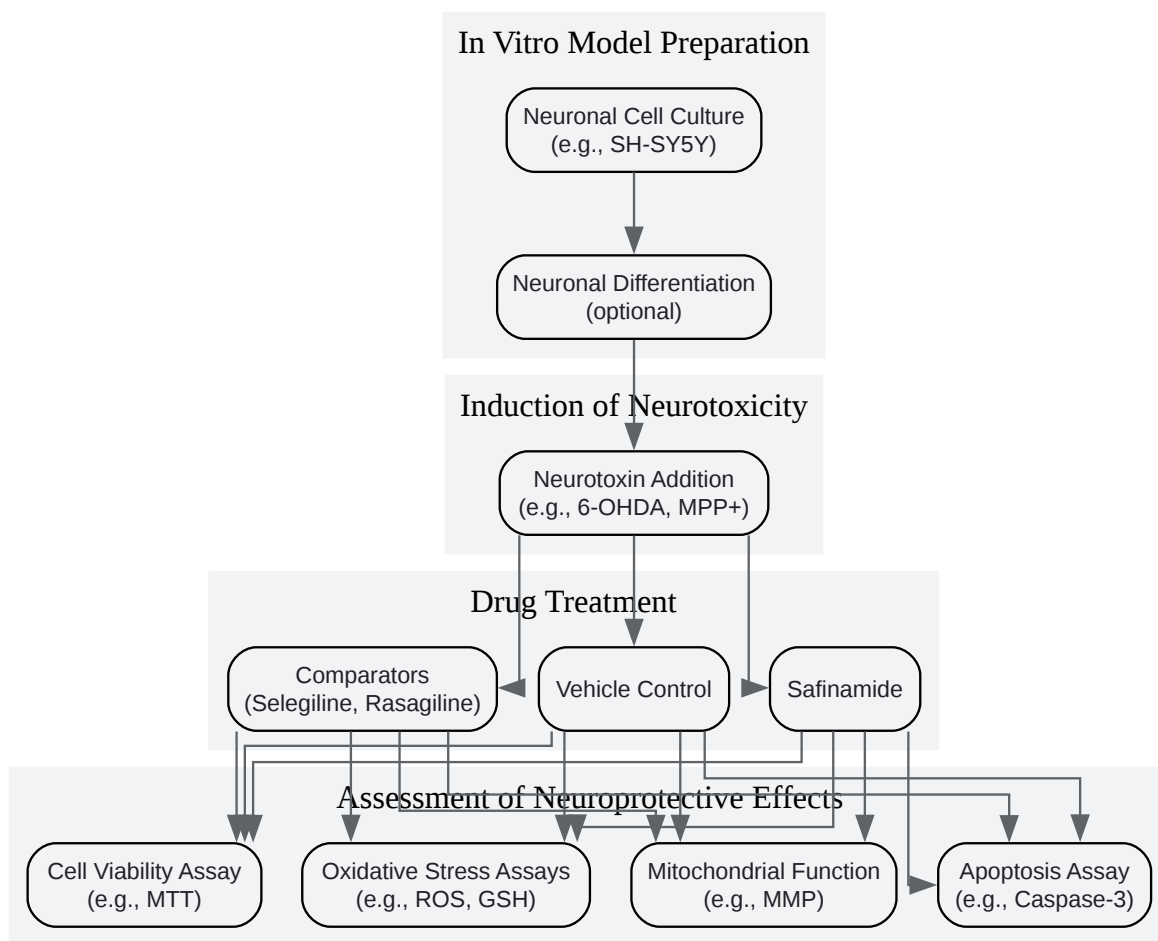 In Vitro Model Preparation
Neuronal Cell Culture
(e.g., SH-SY5Y)
Neuronal Differentiation
(optional)
Induction of Neurotoxicity
Neurotoxin Addition
(e.g., 6-OHDA, MPP+)
Drug Treatment
Comparators
(Selegiline, Rasagiline)
Vehicle Control
Safinamide
Assessment of Neuroprotective Effects
Cell Viability Assay
(e.g., MTT)
Oxidative Stress Assays
(e.g., ROS, GSH)
Mitochondrial Function
(e.g., MMP)
Apoptosis Assay
(e.g., Caspase-3)